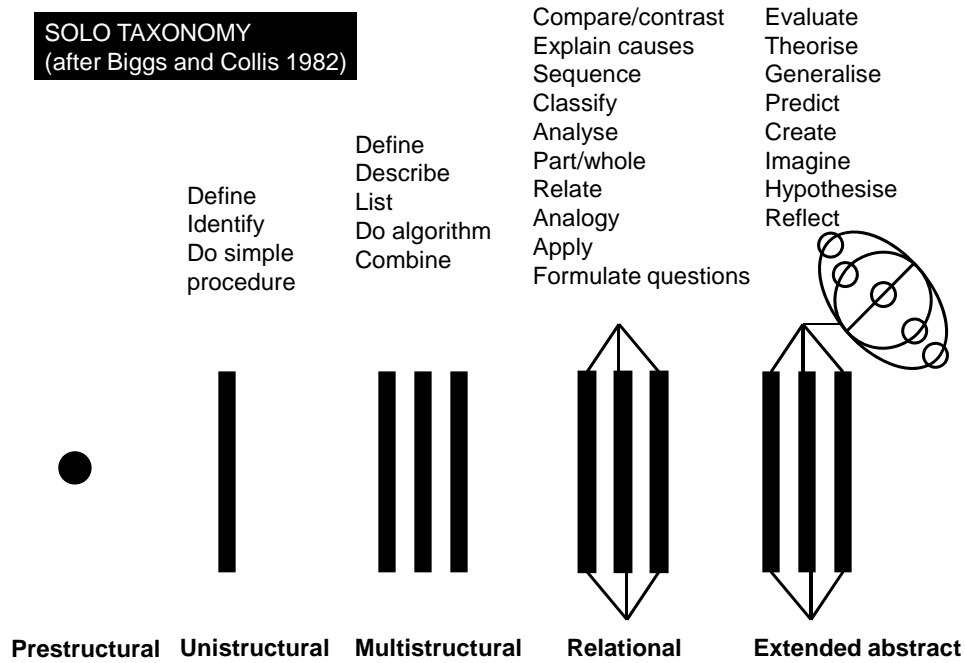 SOLO TAXONOMY
(after Biggs and Collis 1982)
Define
Identify
Do simple
procedure
Define
Describe
List
Do algorithm
Combine
Compare/contrast
Explain causes
Sequence
Classify
Analyse
Part/whole
Relate
Analogy
Apply
Formulate questions
Evaluate
Theorise
Generalise
Predict
Create
Imagine
Hypothesise
Reflect
Prestructural
Unistructural
Multistructural
Relational
Extended abstract